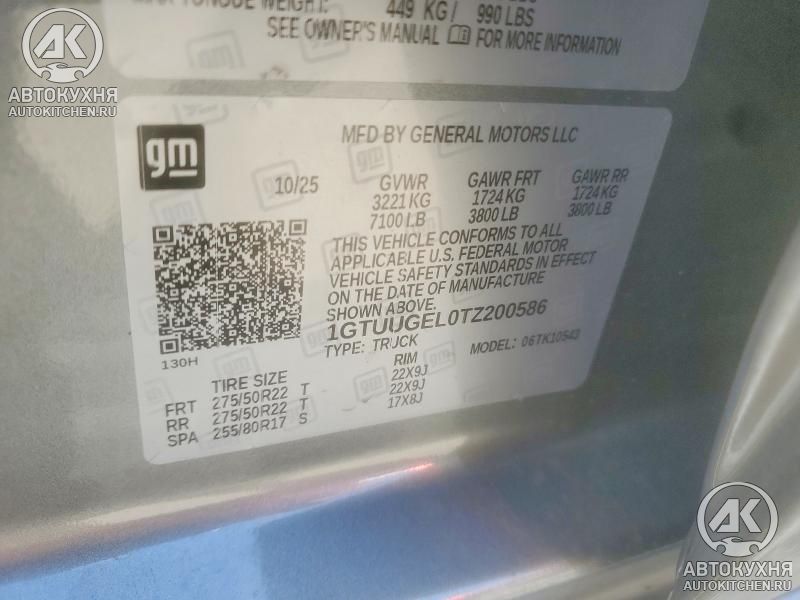 449 KG/ 990 LBS
SEE OWNER'S MANUAL FOR MORE INFORMATION
AK
АВТОКУХНЯ
AUTOKITCHEN.RU
gm
MFD BY GENERAL MOTORS LLC
10/25 GVWR GAWR FRT GAWR RR
3221 KG 1724 KG 1724 KG
7100 LB 3800 LB 3800 LB
THIS VEHICLE CONFORMS TO ALL
APPLICABLE U.S. FEDERAL MOTOR
VEHICLE SAFETY STANDARDS IN EFFECT
ON THE DATE OF MANUFACTURE
SHOWN ABOVE.
1GTUUGEL0TZ200586
TYPE: TRUCK MODEL: 06TK10543
130H
TIRE SIZE RIM
FRT 275/50R22 T 22X9J
RR 275/50R22 T 22X9J
SPA 255/80R17 S 17X8J
AK
АВТОКУХНЯ
AUTOKITCHEN.RU